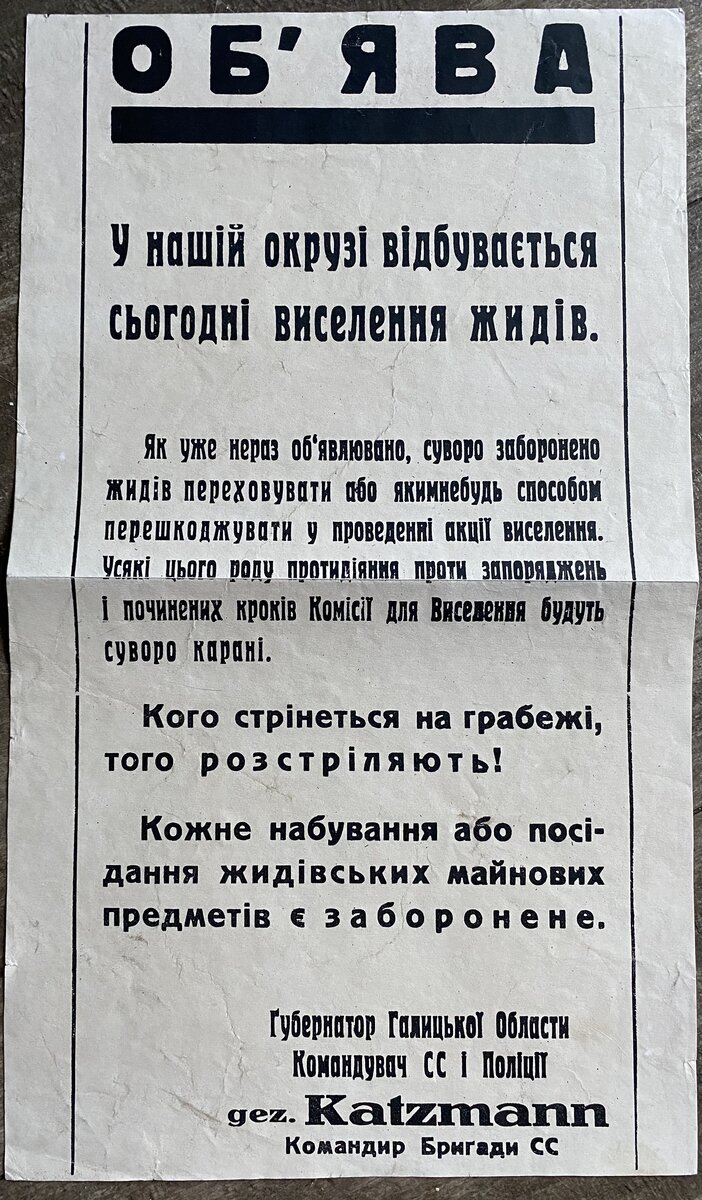 ОБ'ЯВА
У нашій окрузі відбувається
сьогодні виселення жидів.
Як уже нераз об'явлювано, суворо заборонено
жидів переховувати або якимнебудь способом
перешкоджувати у проведенні акції виселення.
Усякі цього роду протидіяння проти запоряджень
і починених кроків Комісії для Виселення будуть
суворо карані.
Кого стрінеться на грабежі,
того розстріляють!
Кожне набування або посі-
дання жидівських майнових
предметів є заборонене.
Ґубернатор Галицької Области
Командувач СС і Поліції
gez. Katzmann
Командир Бригади СС